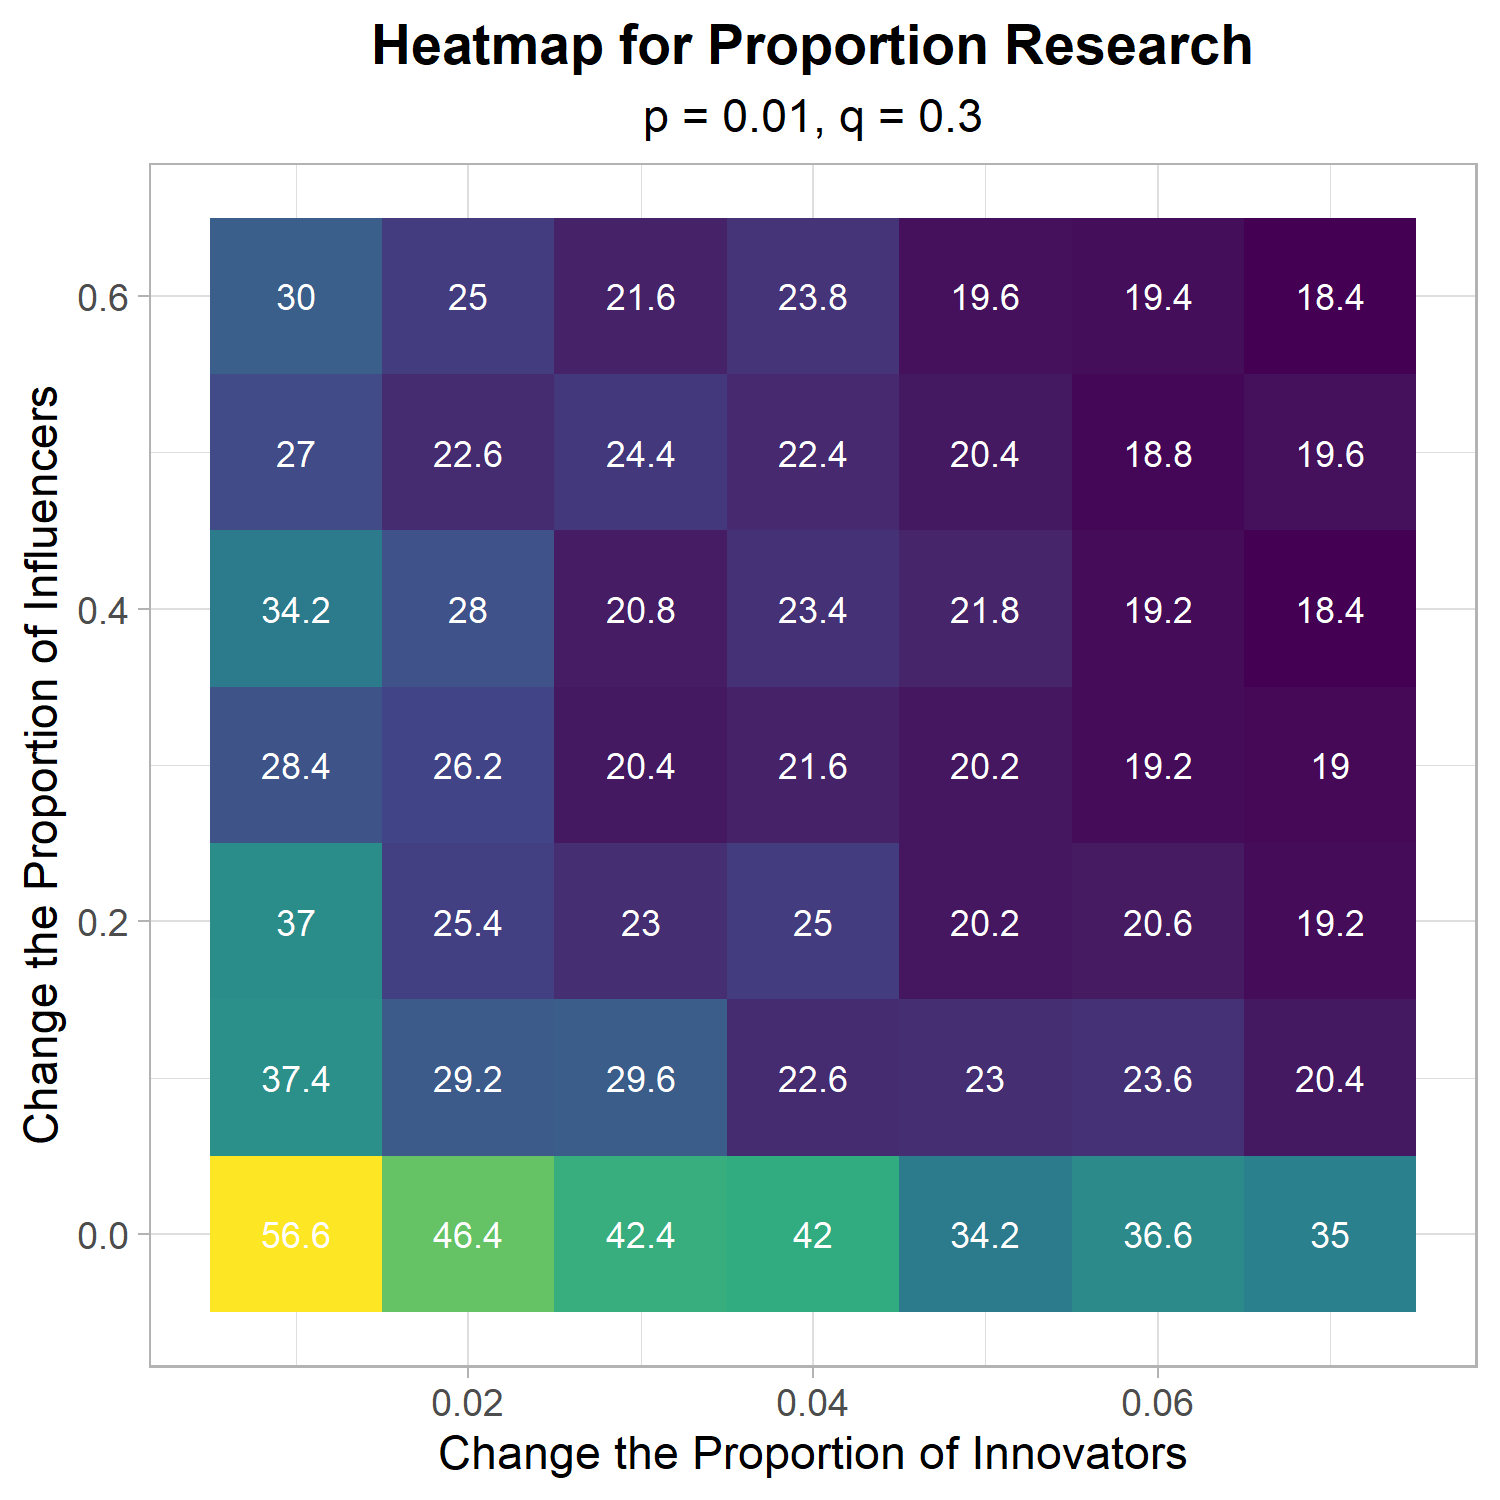 Heatmap for Proportion Research
p = 0.01, q = 0.3
Change the Proportion of Influencers
0.6
30 25 21.6 23.8 19.6 19.4 18.4
27 22.6 24.4 22.4 20.4 18.8 19.6
0.4
34.2 28 20.8 23.4 21.8 19.2 18.4
28.4 26.2 20.4 21.6 20.2 19.2 19
0.2
37 25.4 23 25 20.2 20.6 19.2
37.4 29.2 29.6 22.6 23 23.6 20.4
0.0
56.6 46.4 42.4 42 34.2 36.6 35
0.02 0.04 0.06
Change the Proportion of Innovators